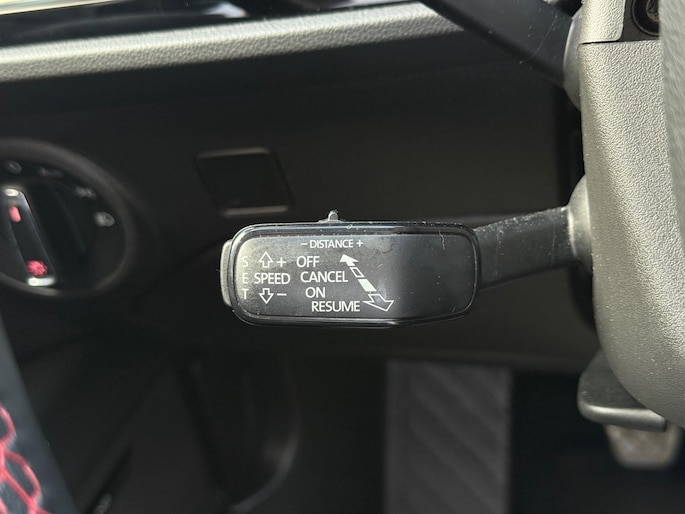 − DISTANCE +
S + OFF
E SPEED CANCEL
T − ON
RESUME